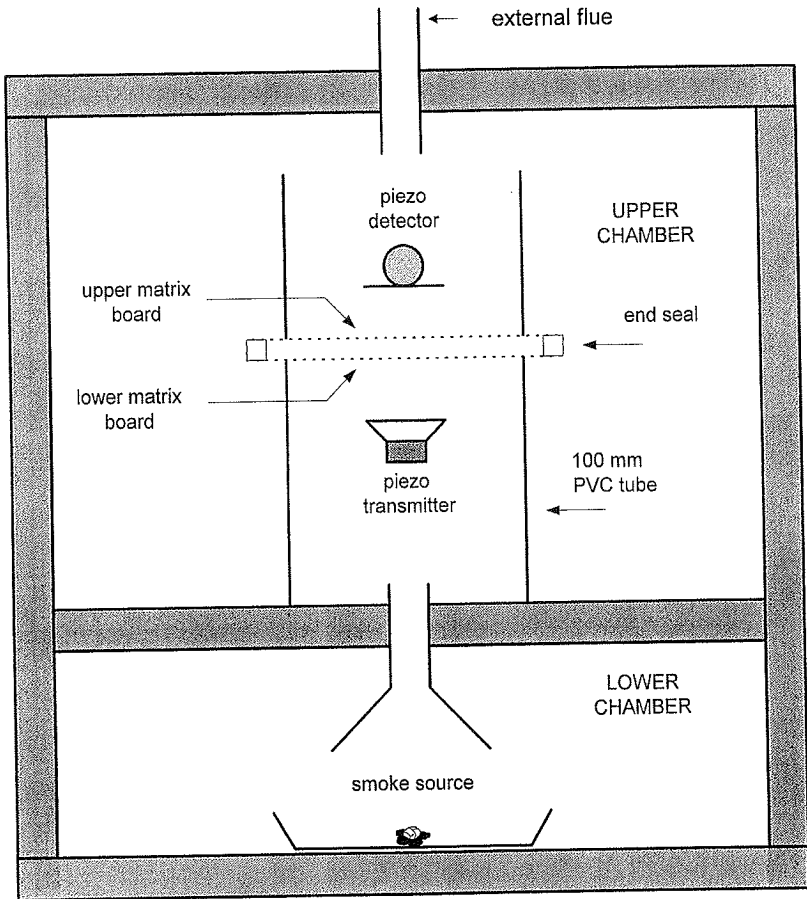 external flue
piezo
detector
UPPER
CHAMBER
upper matrix
board
end seal
lower matrix
board
100 mm
PVC tube
piezo
transmitter
LOWER
CHAMBER
smoke source